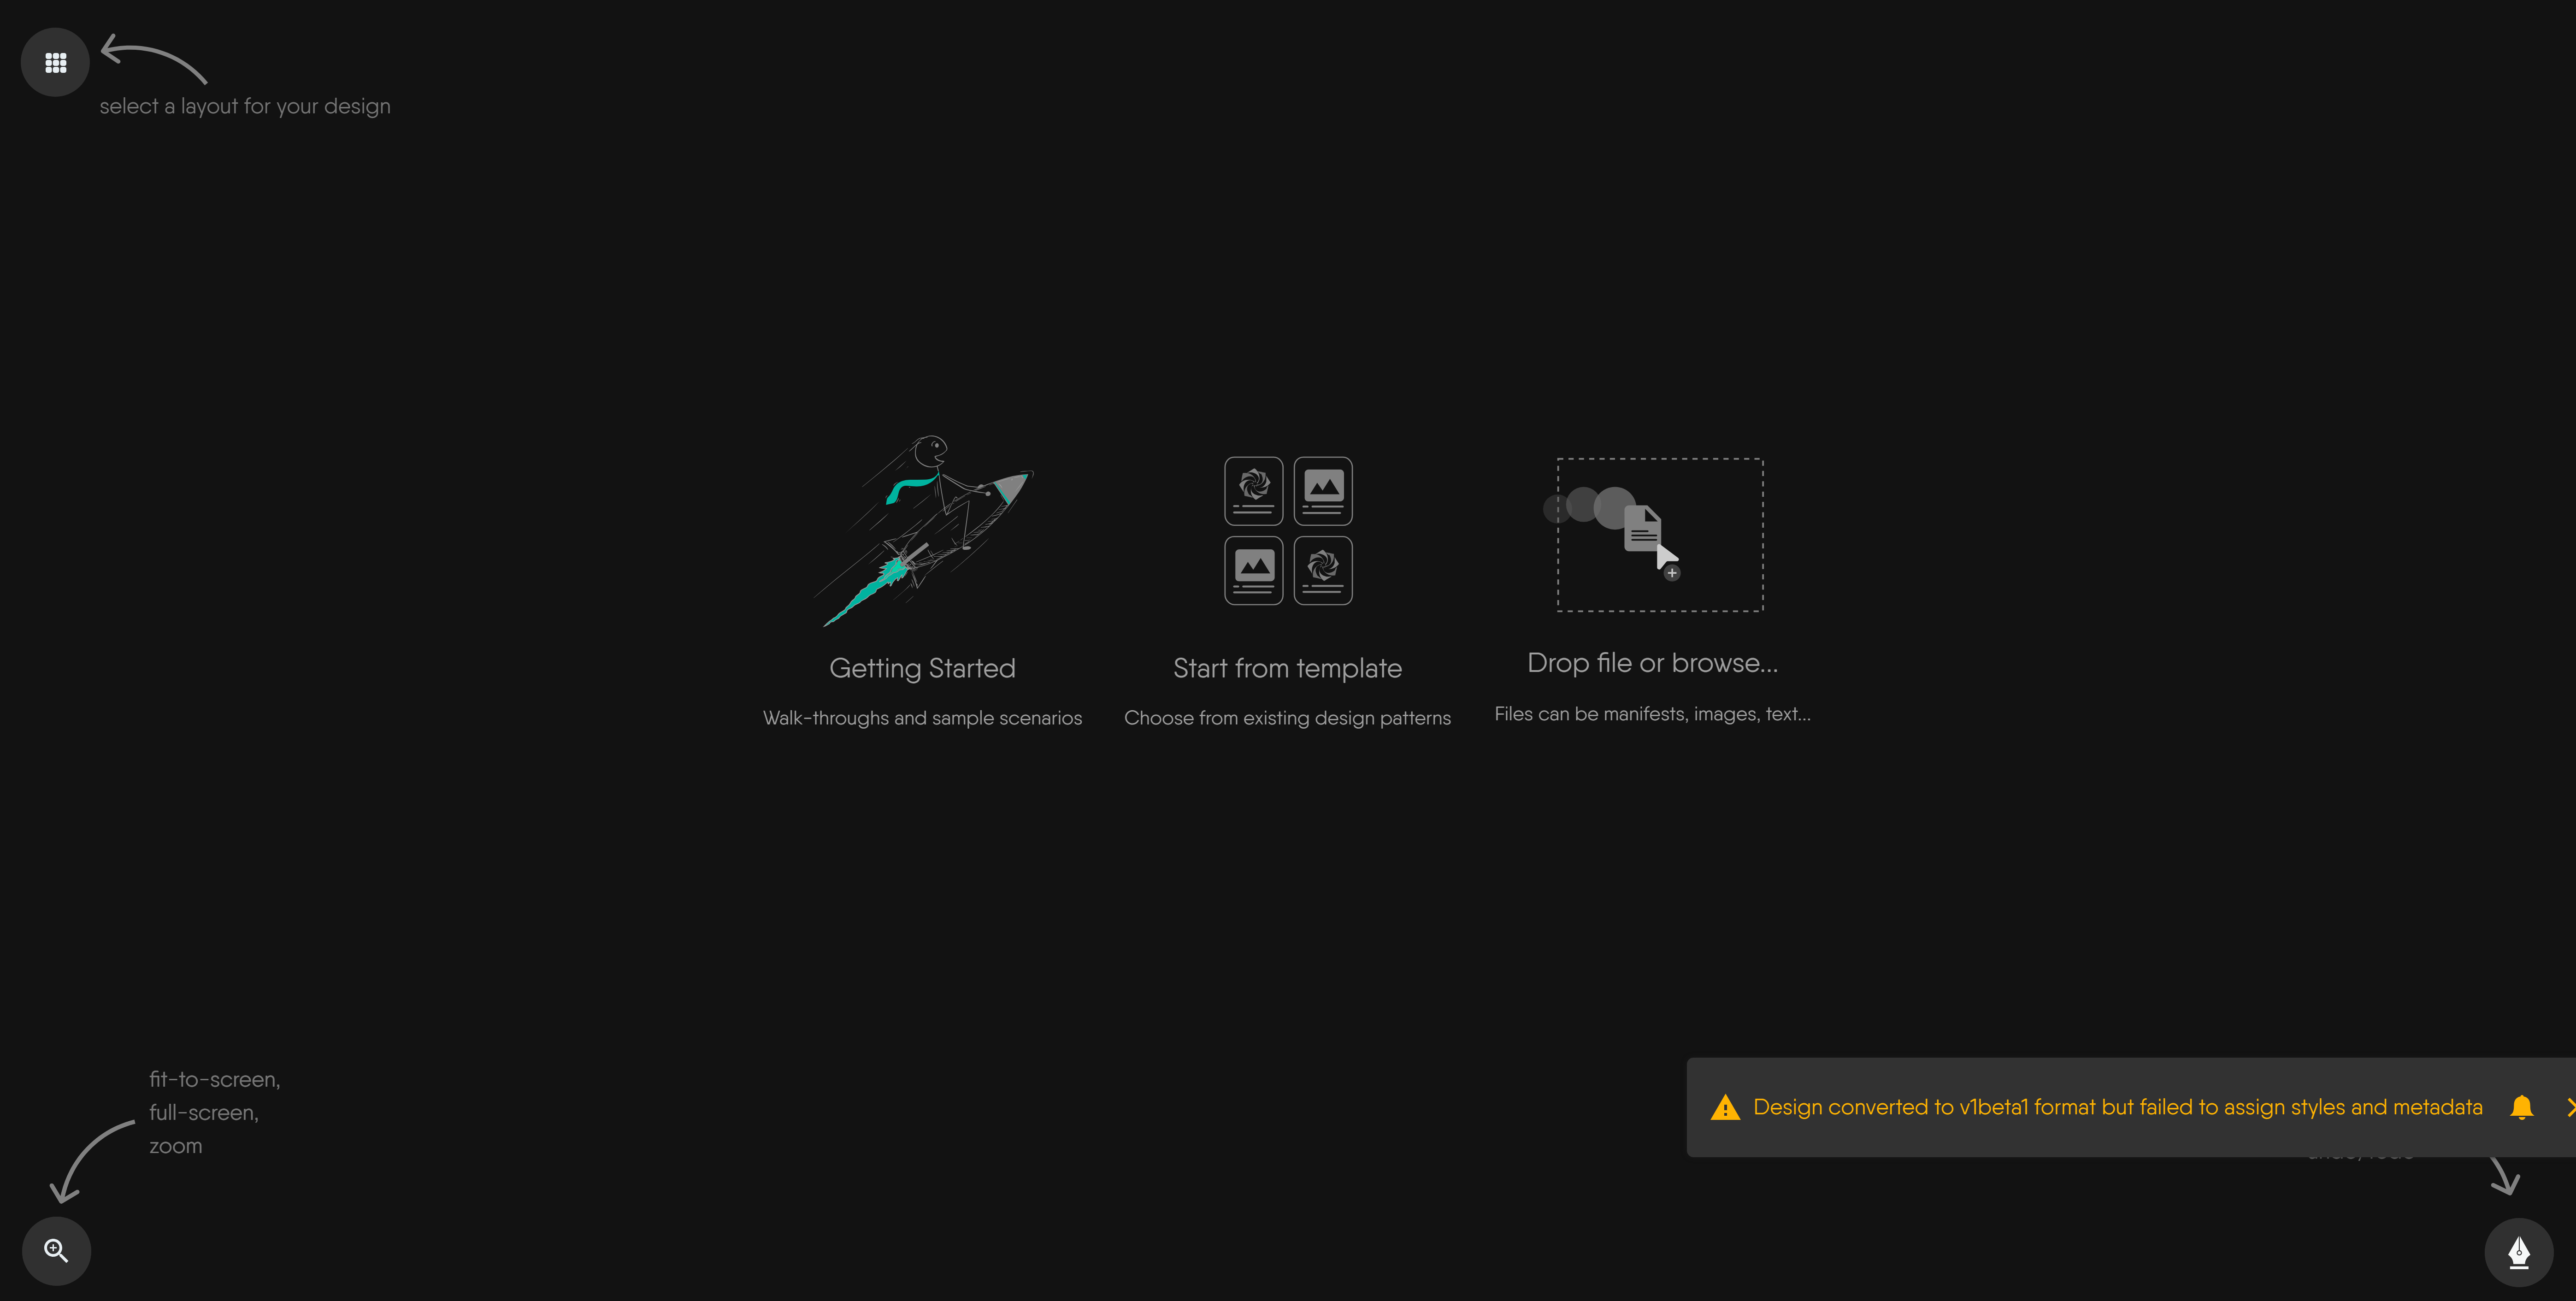 select a layout for your design
Getting Started
Walk-throughs and sample scenarios
Start from template
Choose from existing design patterns
Drop file or browse...
Files can be manifests, images, text...
fit-to-screen,
full-screen,
zoom
Design converted to v1beta1 format but failed to assign styles and metadata